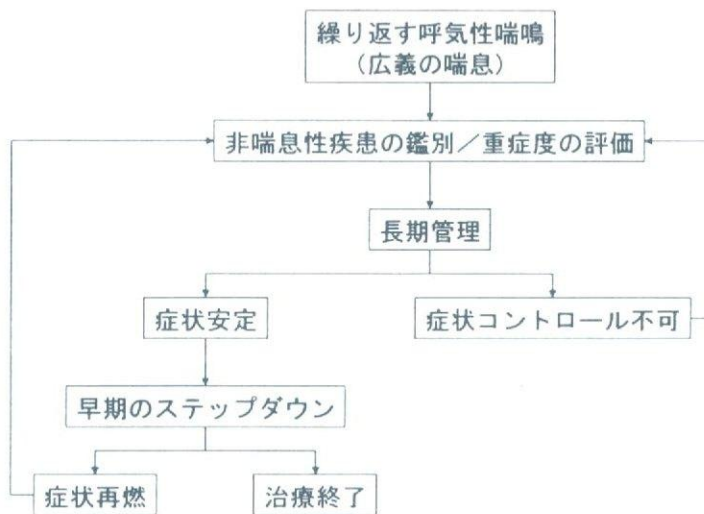 繰り返す呼気性喘鳴
(広義の喘息)
非喘息性疾患の鑑別／重症度の評価
長期管理
症状安定
症状コントロール不可
早期のステップダウン
症状再燃
治療終了